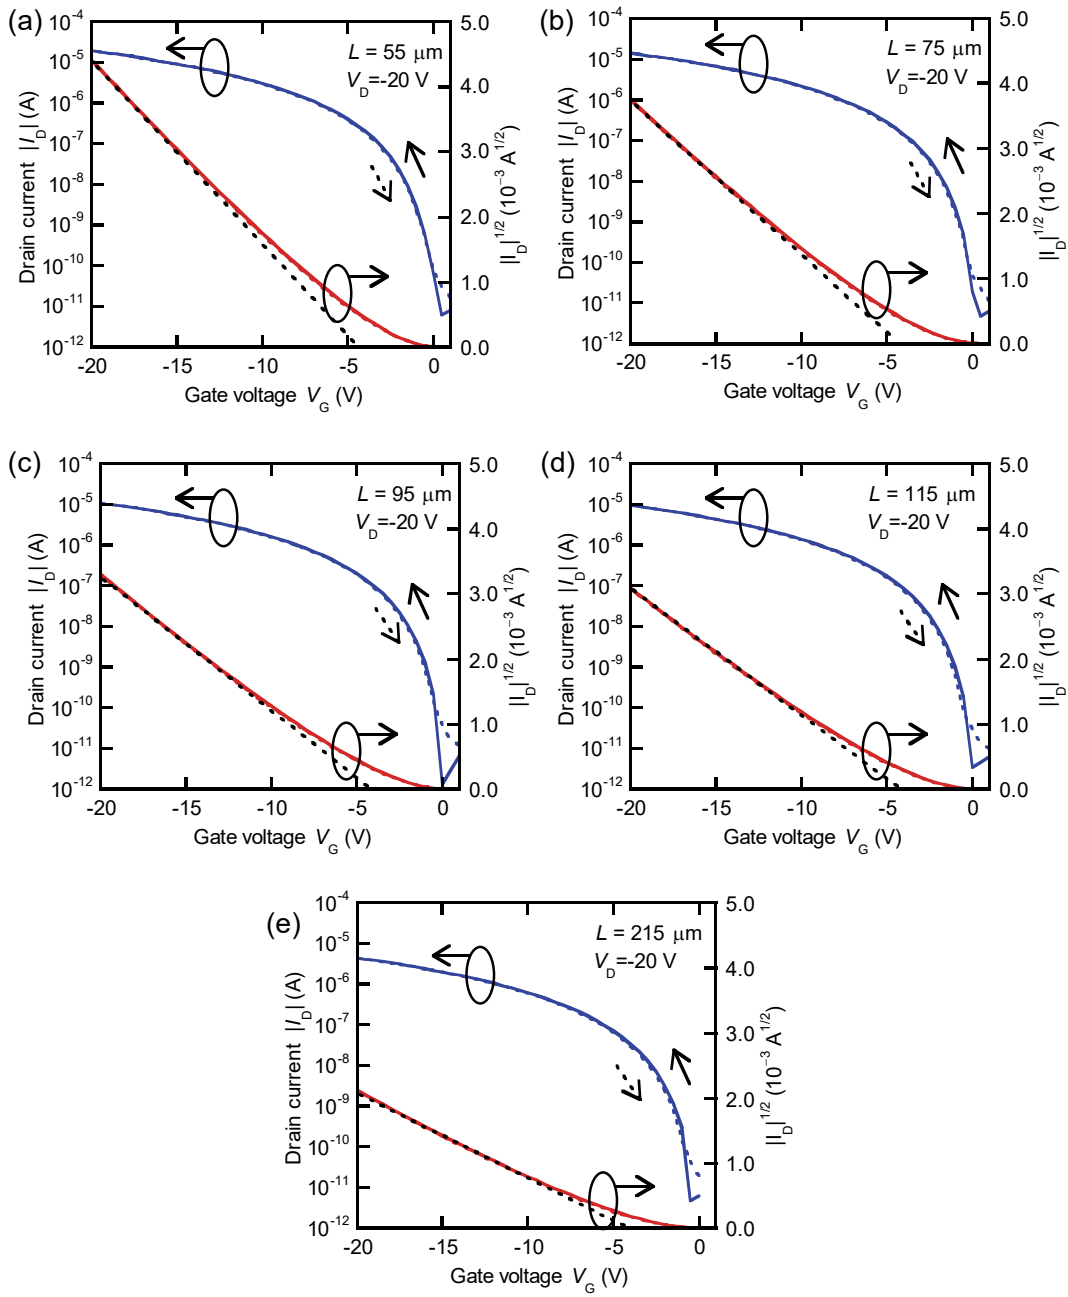 (a)
L = 55 μm
V_D=-20 V
10^-4
10^-5
10^-6
10^-7
10^-8
10^-9
10^-10
10^-11
10^-12
Drain current |I_D| (A)
5.0
4.0
3.0
2.0
1.0
0.0
|I_D|^1/2 (10^-3 A^1/2)
-20 -15 -10 -5 0
Gate voltage V_G (V)
(b)
L = 75 μm
V_D=-20 V
10^-4
10^-5
10^-6
10^-7
10^-8
10^-9
10^-10
10^-11
10^-12
Drain current |I_D| (A)
5.0
4.0
3.0
2.0
1.0
0.0
|I_D|^1/2 (10^-3 A^1/2)
-20 -15 -10 -5 0
Gate voltage V_G (V)
(c)
L = 95 μm
V_D=-20 V
10^-4
10^-5
10^-6
10^-7
10^-8
10^-9
10^-10
10^-11
10^-12
Drain current |I_D| (A)
5.0
4.0
3.0
2.0
1.0
0.0
|I_D|^1/2 (10^-3 A^1/2)
-20 -15 -10 -5 0
Gate voltage V_G (V)
(d)
L = 115 μm
V_D=-20 V
10^-4
10^-5
10^-6
10^-7
10^-8
10^-9
10^-10
10^-11
10^-12
Drain current |I_D| (A)
5.0
4.0
3.0
2.0
1.0
0.0
|I_D|^1/2 (10^-3 A^1/2)
-20 -15 -10 -5 0
Gate voltage V_G (V)
(e)
L = 215 μm
V_D=-20 V
10^-4
10^-5
10^-6
10^-7
10^-8
10^-9
10^-10
10^-11
10^-12
Drain current |I_D| (A)
5.0
4.0
3.0
2.0
1.0
0.0
|I_D|^1/2 (10^-3 A^1/2)
-20 -15 -10 -5 0
Gate voltage V_G (V)